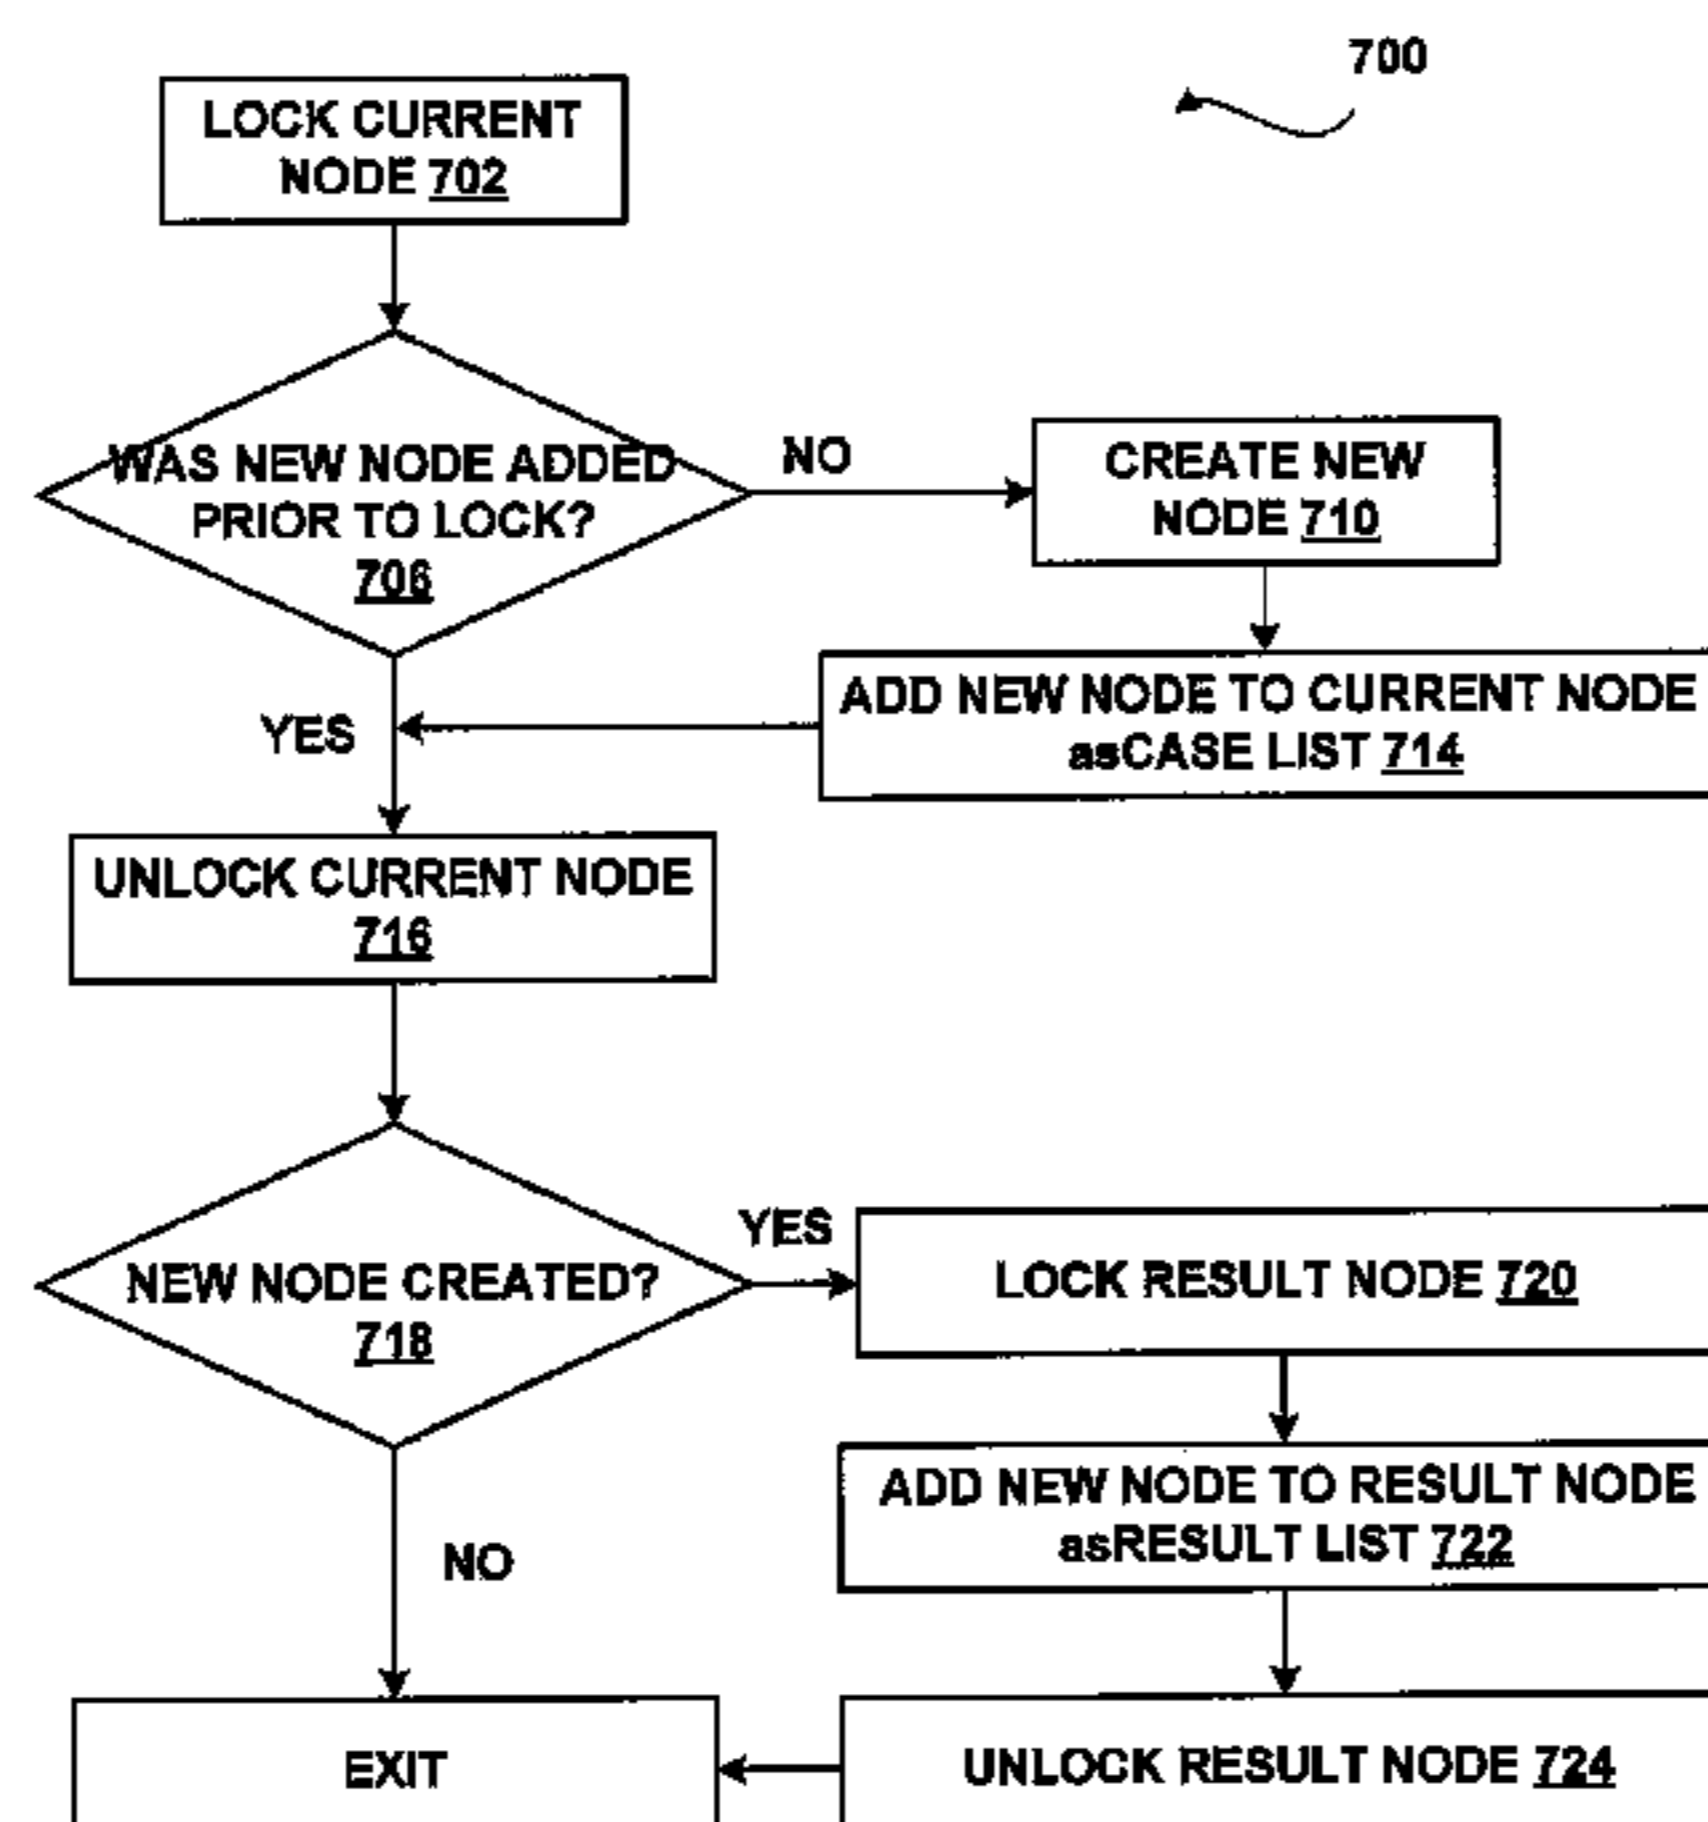 700
LOCK CURRENT
NODE 702
WAS NEW NODE ADDED
PRIOR TO LOCK?
706
NO
CREATE NEW
NODE 710
ADD NEW NODE TO CURRENT NODE
asCASE LIST 714
YES
UNLOCK CURRENT NODE
716
NEW NODE CREATED?
718
YES
LOCK RESULT NODE 720
ADD NEW NODE TO RESULT NODE
asRESULT LIST 722
NO
EXIT
UNLOCK RESULT NODE 724